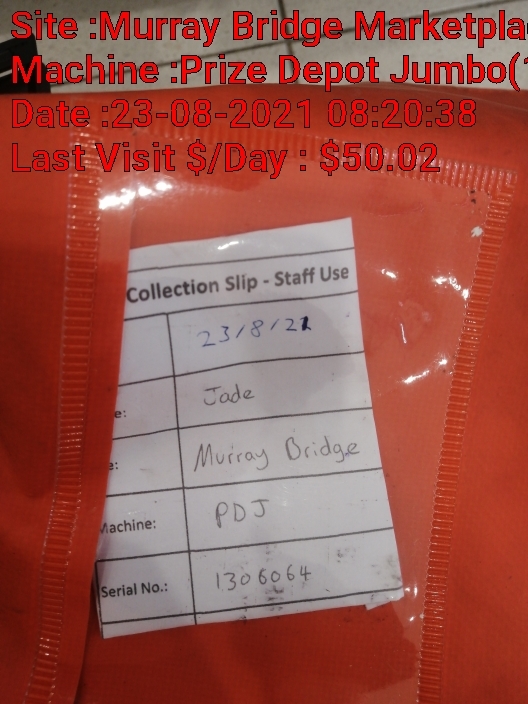 Site :Murray Bridge Marketpla
Machine :Prize Depot Jumbo(1
Date :23-08-2021 08:20:38
Last Visit $/Day : $50.02
Collection Slip - Staff Use
23/8/21
e: Jade
e: Murray Bridge
Machine: PDJ
Serial No.: 1306064